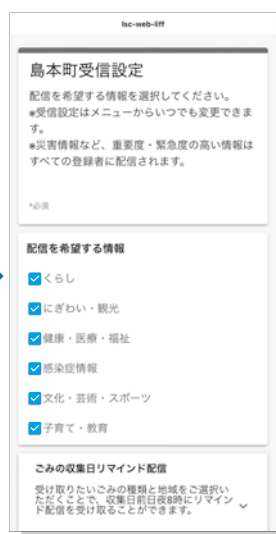 lsc-web-liff
島本町受信設定
配信を希望する情報を選択してください。
※受信設定はメニューからいつでも変更できま
す。
※災害情報など、重要度・緊急度の高い情報は
すべての登録者に配信されます。
*必須
配信を希望する情報
くらし
にぎわい・観光
健康・医療・福祉
感染症情報
文化・芸術・スポーツ
子育て・教育
ごみの収集日リマインド配信
受け取りたいごみの種類と地域をご選択い
ただくことで、収集日前日夜8時にリマイン
ド配信を受け取ることができます。